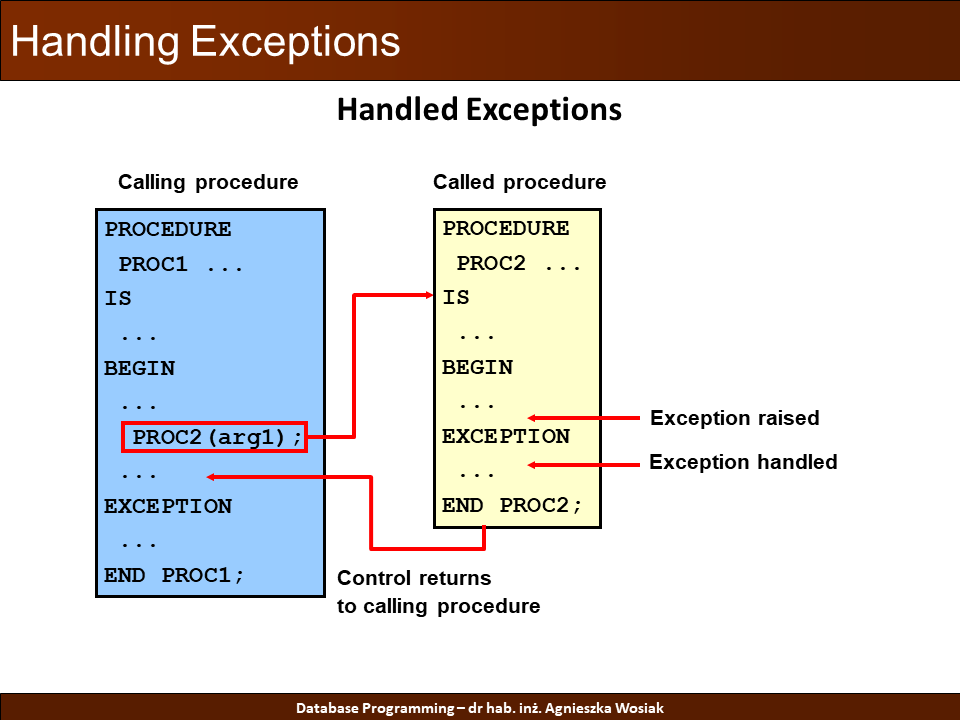 Handling Exceptions
Handled Exceptions
Calling procedure
PROCEDURE
PROC1 ...
IS
...
BEGIN
...
PROC2(arg1);
...
EXCEPTION
...
END PROC1;
Called procedure
PROCEDURE
PROC2 ...
IS
...
BEGIN
...
EXCEPTION
...
END PROC2;
Exception raised
Exception handled
Control returns
to calling procedure
Database Programming – dr hab. inż. Agnieszka Wosiak